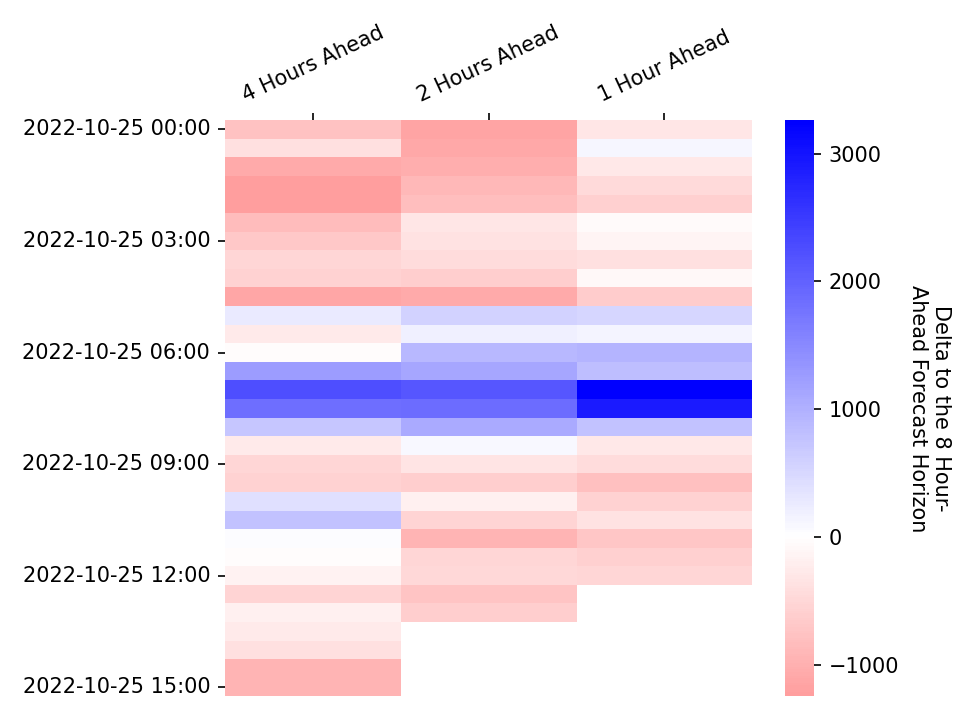 4 Hours Ahead
2 Hours Ahead
1 Hour Ahead
2022-10-25 00:00
2022-10-25 03:00
2022-10-25 06:00
2022-10-25 09:00
2022-10-25 12:00
2022-10-25 15:00
3000
2000
1000
0
−1000
Delta to the 8 Hour-
Ahead Forecast Horizon